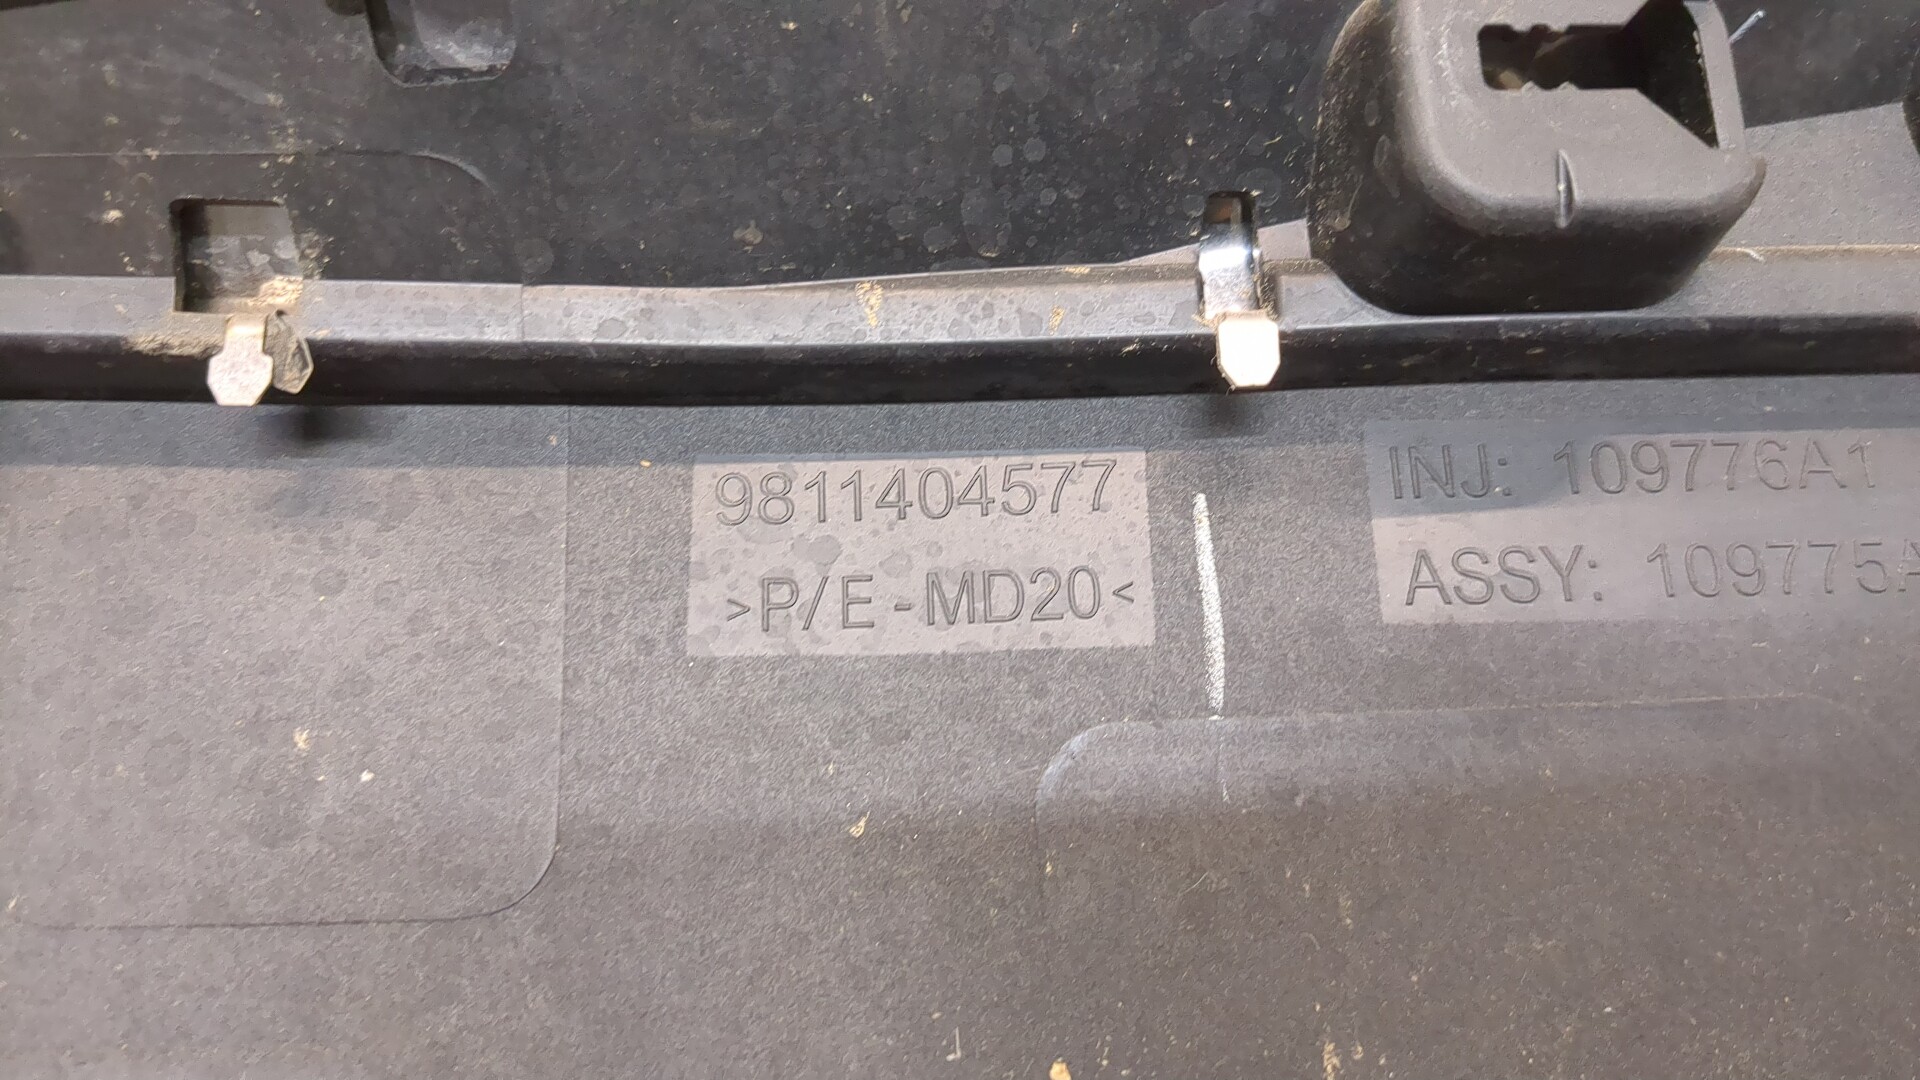 9811404577
>P/E-MD20<
INJ: 109776A1
ASSY: 109775A